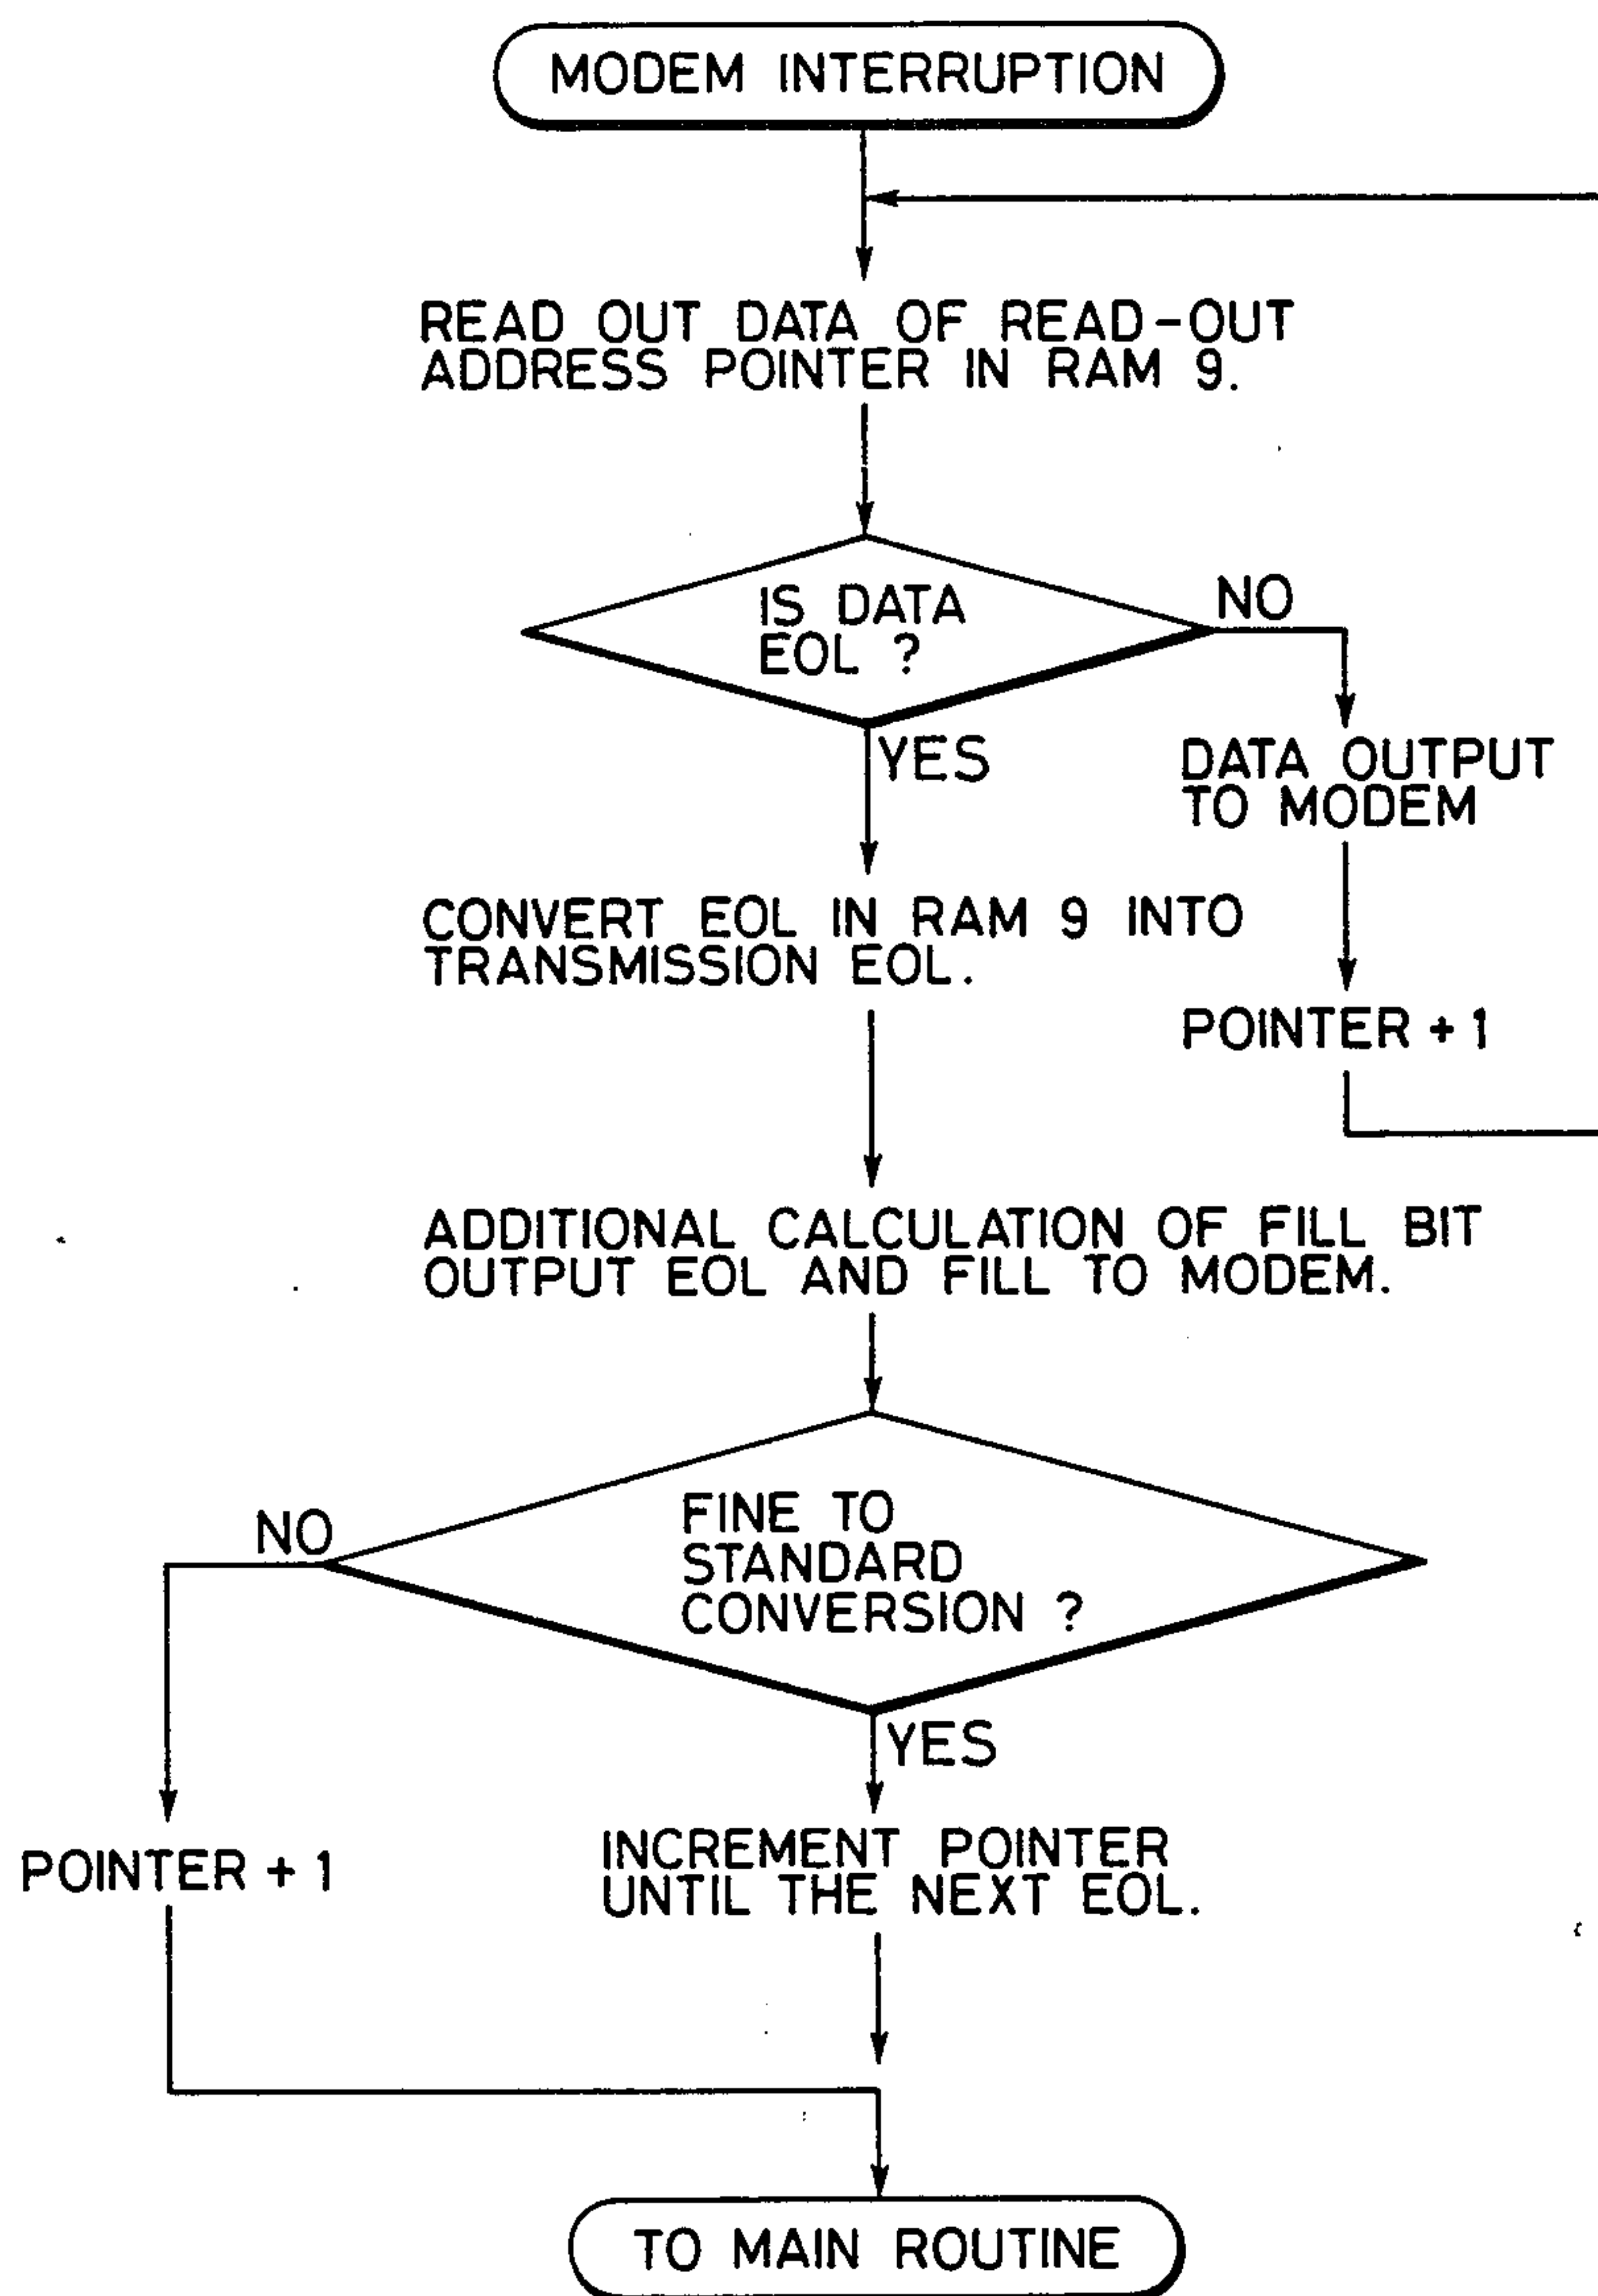 MODEM INTERRUPTION
READ OUT DATA OF READ-OUT
ADDRESS POINTER IN RAM 9.
IS DATA
EOL ?
NO
YES
DATA OUTPUT
TO MODEM
CONVERT EOL IN RAM 9 INTO
TRANSMISSION EOL.
POINTER + 1
ADDITIONAL CALCULATION OF FILL BIT
OUTPUT EOL AND FILL TO MODEM.
FINE TO
STANDARD
CONVERSION ?
NO
YES
POINTER + 1
INCREMENT POINTER
UNTIL THE NEXT EOL.
TO MAIN ROUTINE